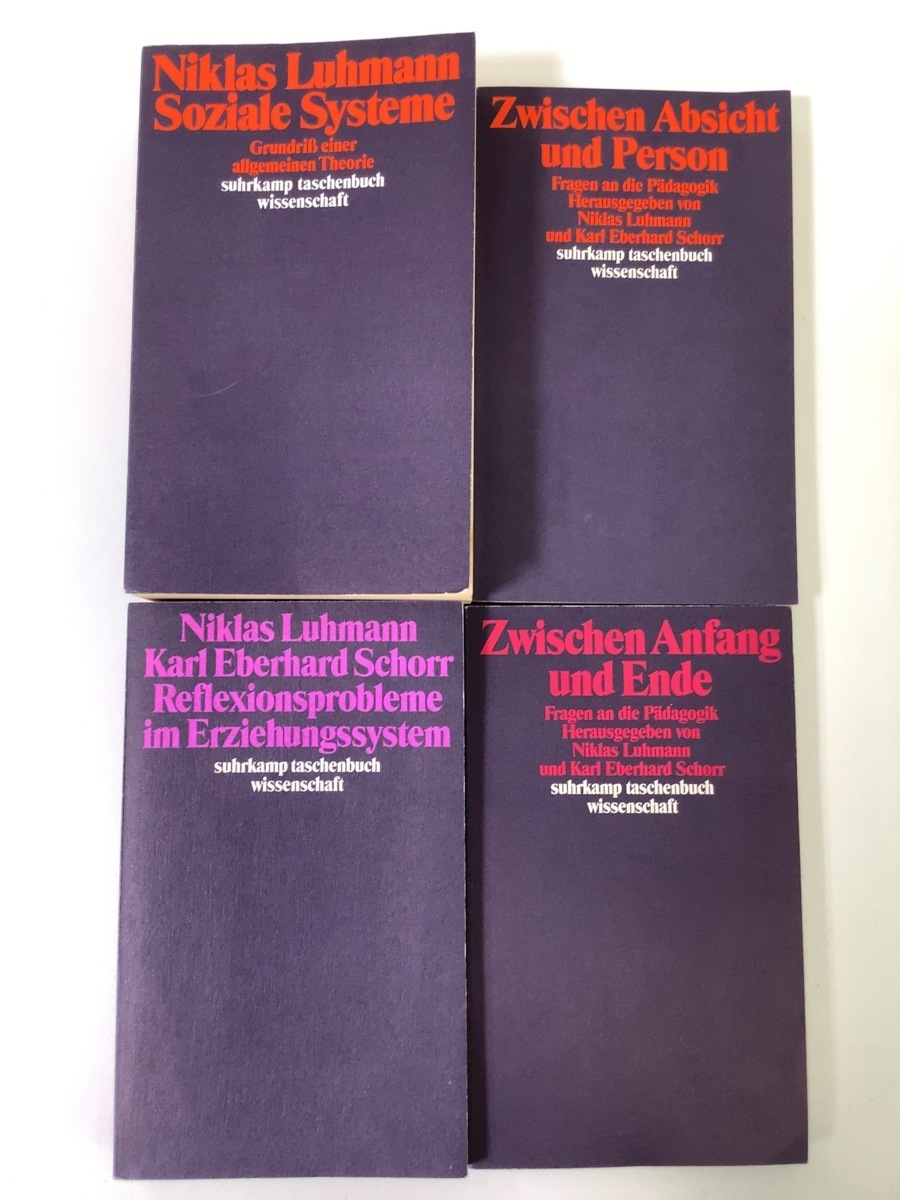 Niklas Luhmann
Soziale Systeme
Grundriß einer
allgemeinen Theorie
suhrkamp taschenbuch
wissenschaft
Zwischen Absicht
und Person
Fragen an die Pädagogik
Herausgegeben von
Niklas Luhmann
und Karl Eberhard Schorr
suhrkamp taschenbuch
wissenschaft
Niklas Luhmann
Karl Eberhard Schorr
Reflexionsprobleme
im Erziehungssystem
suhrkamp taschenbuch
wissenschaft
Zwischen Anfang
und Ende
Fragen an die Pädagogik
Herausgegeben von
Niklas Luhmann
und Karl Eberhard Schorr
suhrkamp taschenbuch
wissenschaft